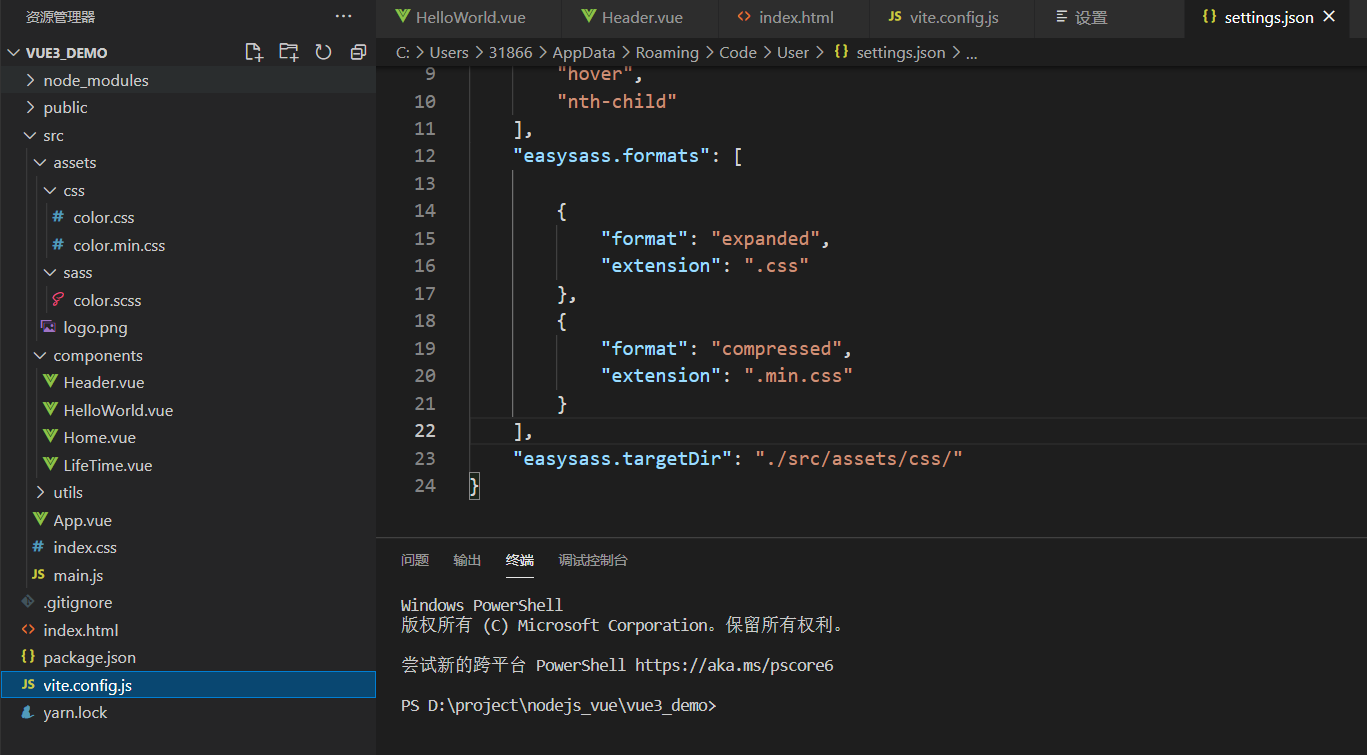 资源管理器
···
VUE3_DEMO
node_modules
public
src
assets
css
# color.css
# color.min.css
sass
color.scss
logo.png
components
Header.vue
HelloWorld.vue
Home.vue
LifeTime.vue
utils
App.vue
# index.css
JS main.js
.gitignore
<> index.html
{} package.json
JS vite.config.js
yarn.lock
HelloWorld.vue
Header.vue
<> index.html
JS vite.config.js
设置
{} settings.json ×
C: > Users > 31866 > AppData > Roaming > Code > User > {} settings.json > ...
9 "hover",
10 "nth-child"
11 ],
12 "easysass.formats": [
13
14 {
15 "format": "expanded",
16 "extension": ".css"
17 },
18 {
19 "format": "compressed",
20 "extension": ".min.css"
21 }
22 ],
23 "easysass.targetDir": "./src/assets/css/"
24 }
问题 输出 终端 调试控制台
Windows PowerShell
版权所有 (C) Microsoft Corporation。保留所有权利。
尝试新的跨平台 PowerShell https://aka.ms/pscore6
PS D:\project\nodejs_vue\vue3_demo>